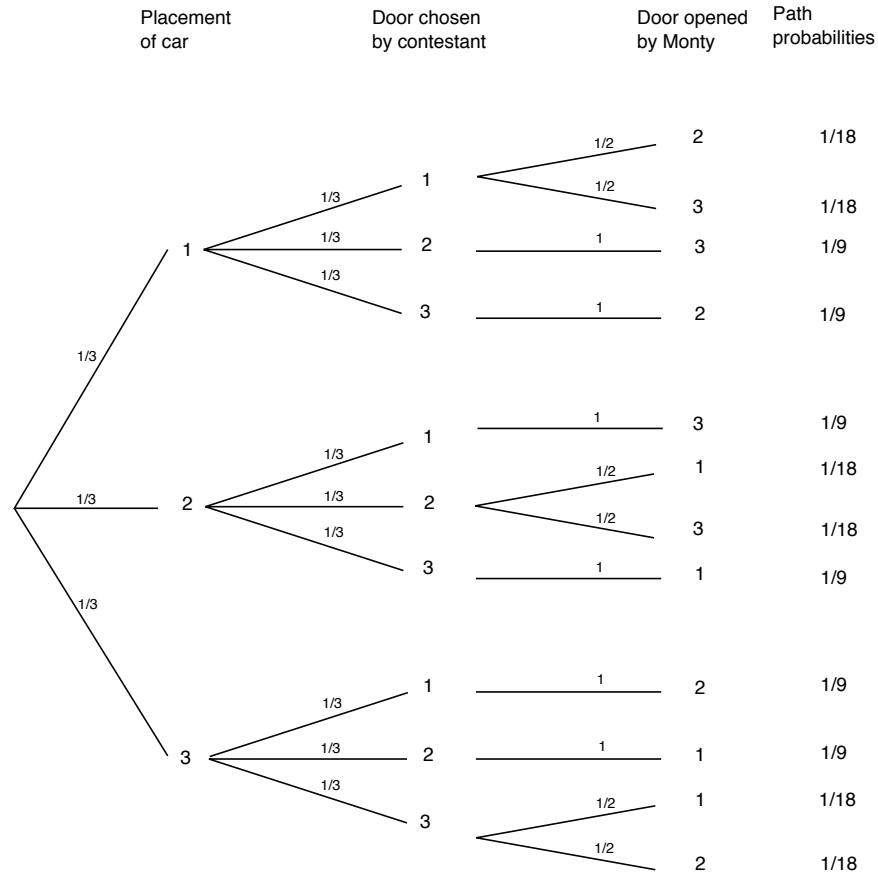 Placement
of car
Door chosen
by contestant
Door opened
by Monty
Path
probabilities
1/2 2 1/18
1
1/3 1/2 3 1/18
1 1/3 2 1 3 1/9
1/3
3 1 2 1/9
1/3
1 1 3 1/9
1/3 1/2 1 1/18
1/3 2 1/3 2
1/3 1/2 3 1/18
3 1 1 1/9
1/3
1 1 2 1/9
1/3
3 1/3 2 1 1 1/9
1/3
3 1/2 1 1/18
1/2 2 1/18